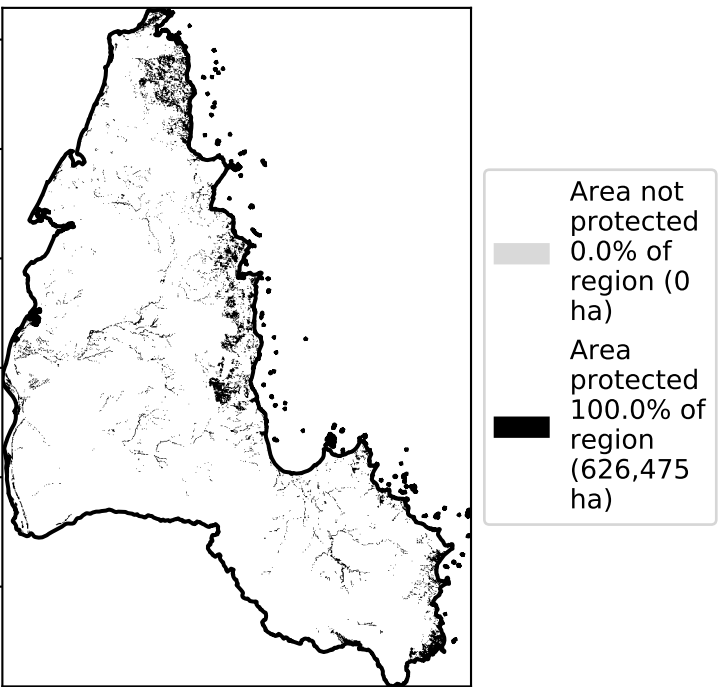 Area not
protected
0.0% of
region (0
ha)
Area
protected
100.0% of
region
(626,475
ha)